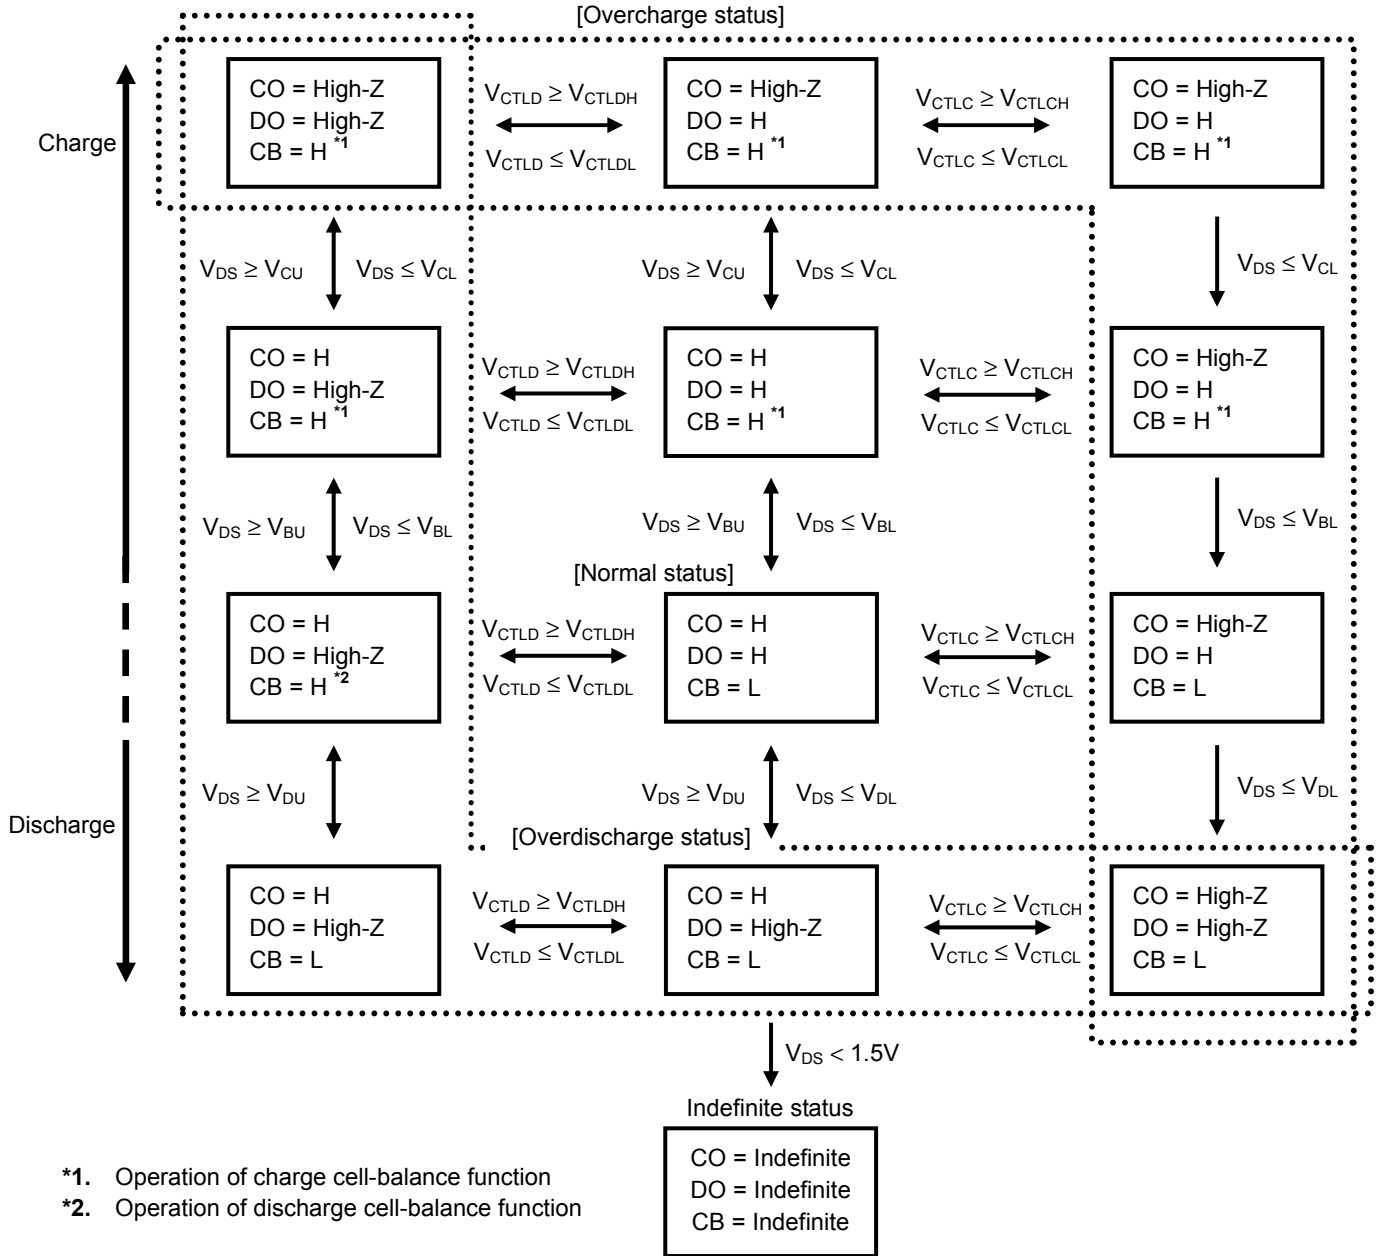 [Overcharge status]
Charge
CO = High-Z
DO = High-Z
CB = H *1
VCTLD ≥ VCTLDH
VCTLD ≤ VCTLDL
CO = High-Z
DO = H
CB = H *1
VCTLC ≥ VCTLCH
VCTLC ≤ VCTLCL
CO = High-Z
DO = H
CB = H *1
VDS ≥ VCU
VDS ≤ VCL
VDS ≥ VCU
VDS ≤ VCL
VDS ≤ VCL
CO = H
DO = High-Z
CB = H *1
VCTLD ≥ VCTLDH
VCTLD ≤ VCTLDL
CO = H
DO = H
CB = H *1
VCTLC ≥ VCTLCH
VCTLC ≤ VCTLCL
CO = High-Z
DO = H
CB = H *1
VDS ≥ VBU
VDS ≤ VBL
VDS ≥ VBU
VDS ≤ VBL
VDS ≤ VBL
[Normal status]
CO = H
DO = High-Z
CB = H *2
VCTLD ≥ VCTLDH
VCTLD ≤ VCTLDL
CO = H
DO = H
CB = L
VCTLC ≥ VCTLCH
VCTLC ≤ VCTLCL
CO = High-Z
DO = H
CB = L
VDS ≥ VDU
VDS ≥ VDU
VDS ≤ VDL
VDS ≤ VDL
Discharge
[Overdischarge status]
CO = H
DO = High-Z
CB = L
VCTLD ≥ VCTLDH
VCTLD ≤ VCTLDL
CO = H
DO = High-Z
CB = L
VCTLC ≥ VCTLCH
VCTLC ≤ VCTLCL
CO = High-Z
DO = High-Z
CB = L
VDS < 1.5V
Indefinite status
CO = Indefinite
DO = Indefinite
CB = Indefinite
*1. Operation of charge cell-balance function
*2. Operation of discharge cell-balance function